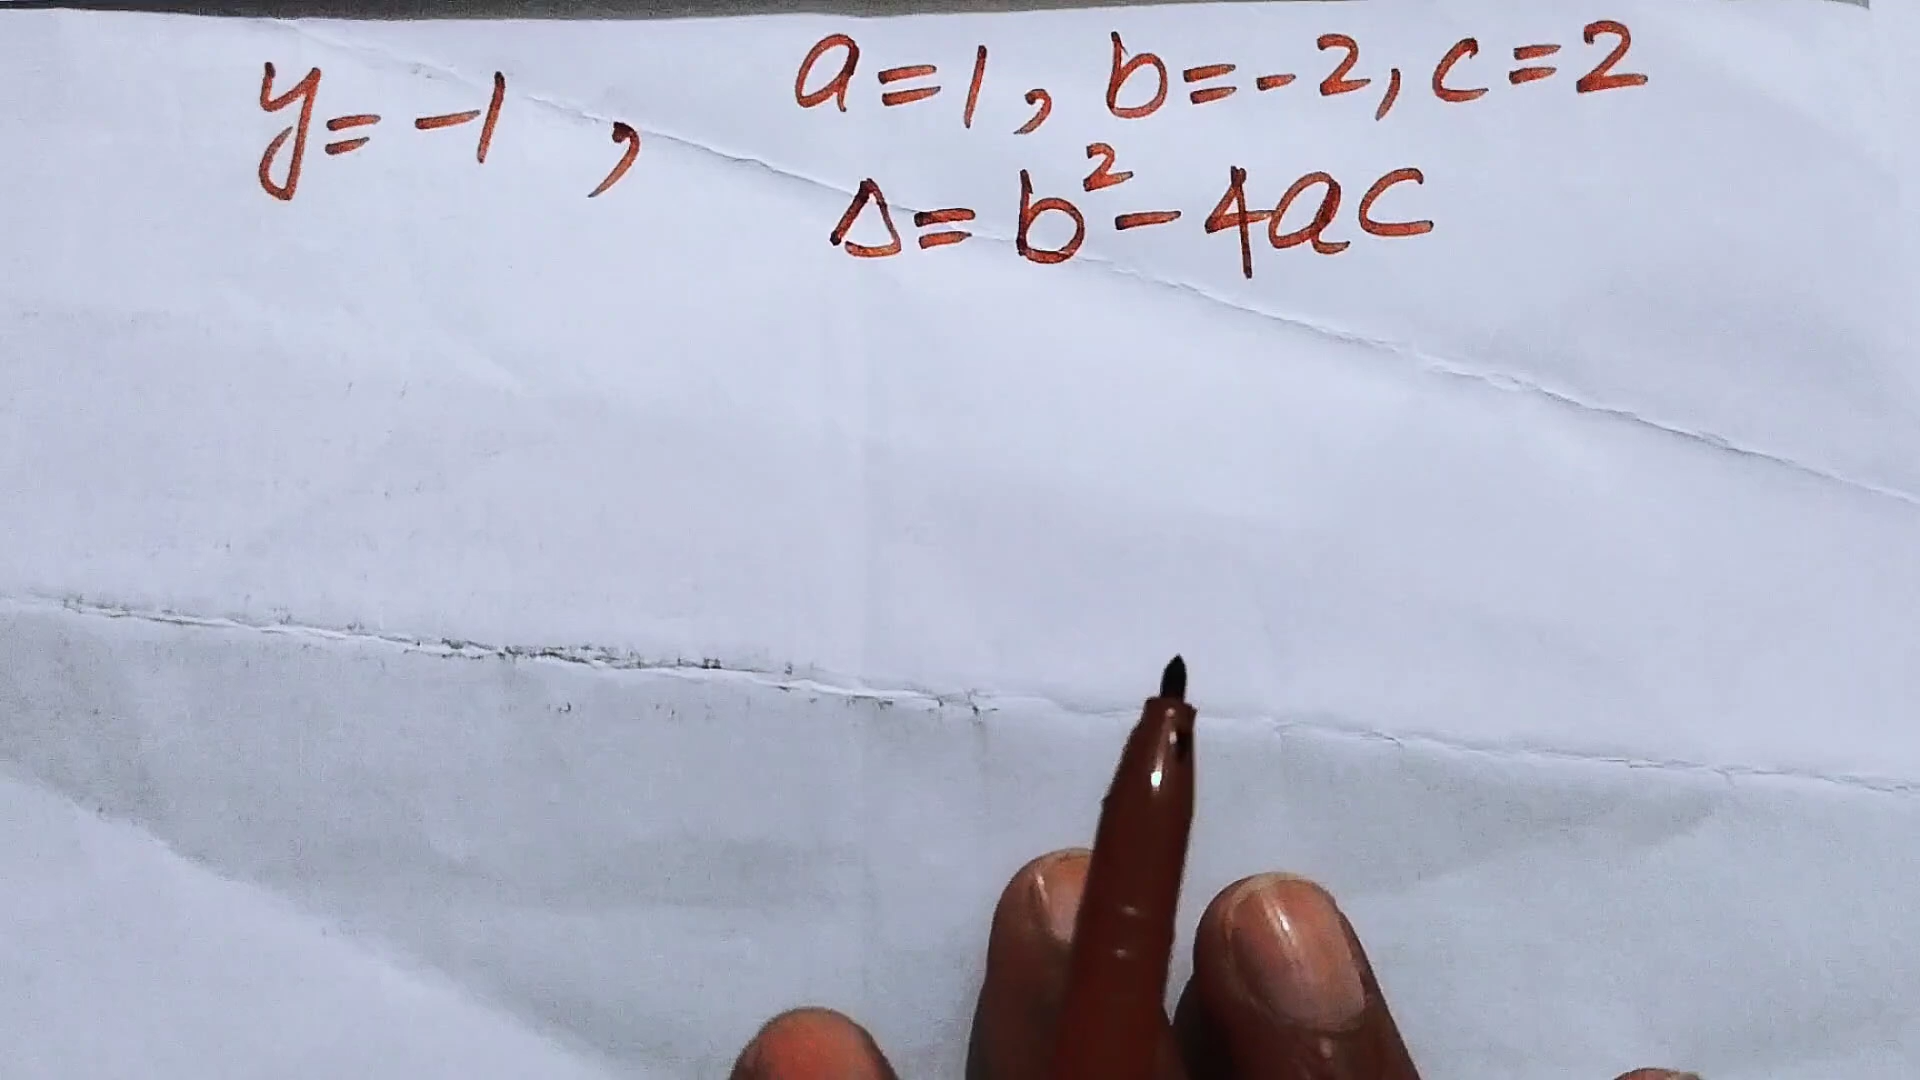 y = -1 , a = 1 , b = -2 , c = 2
Δ = b² - 4ac